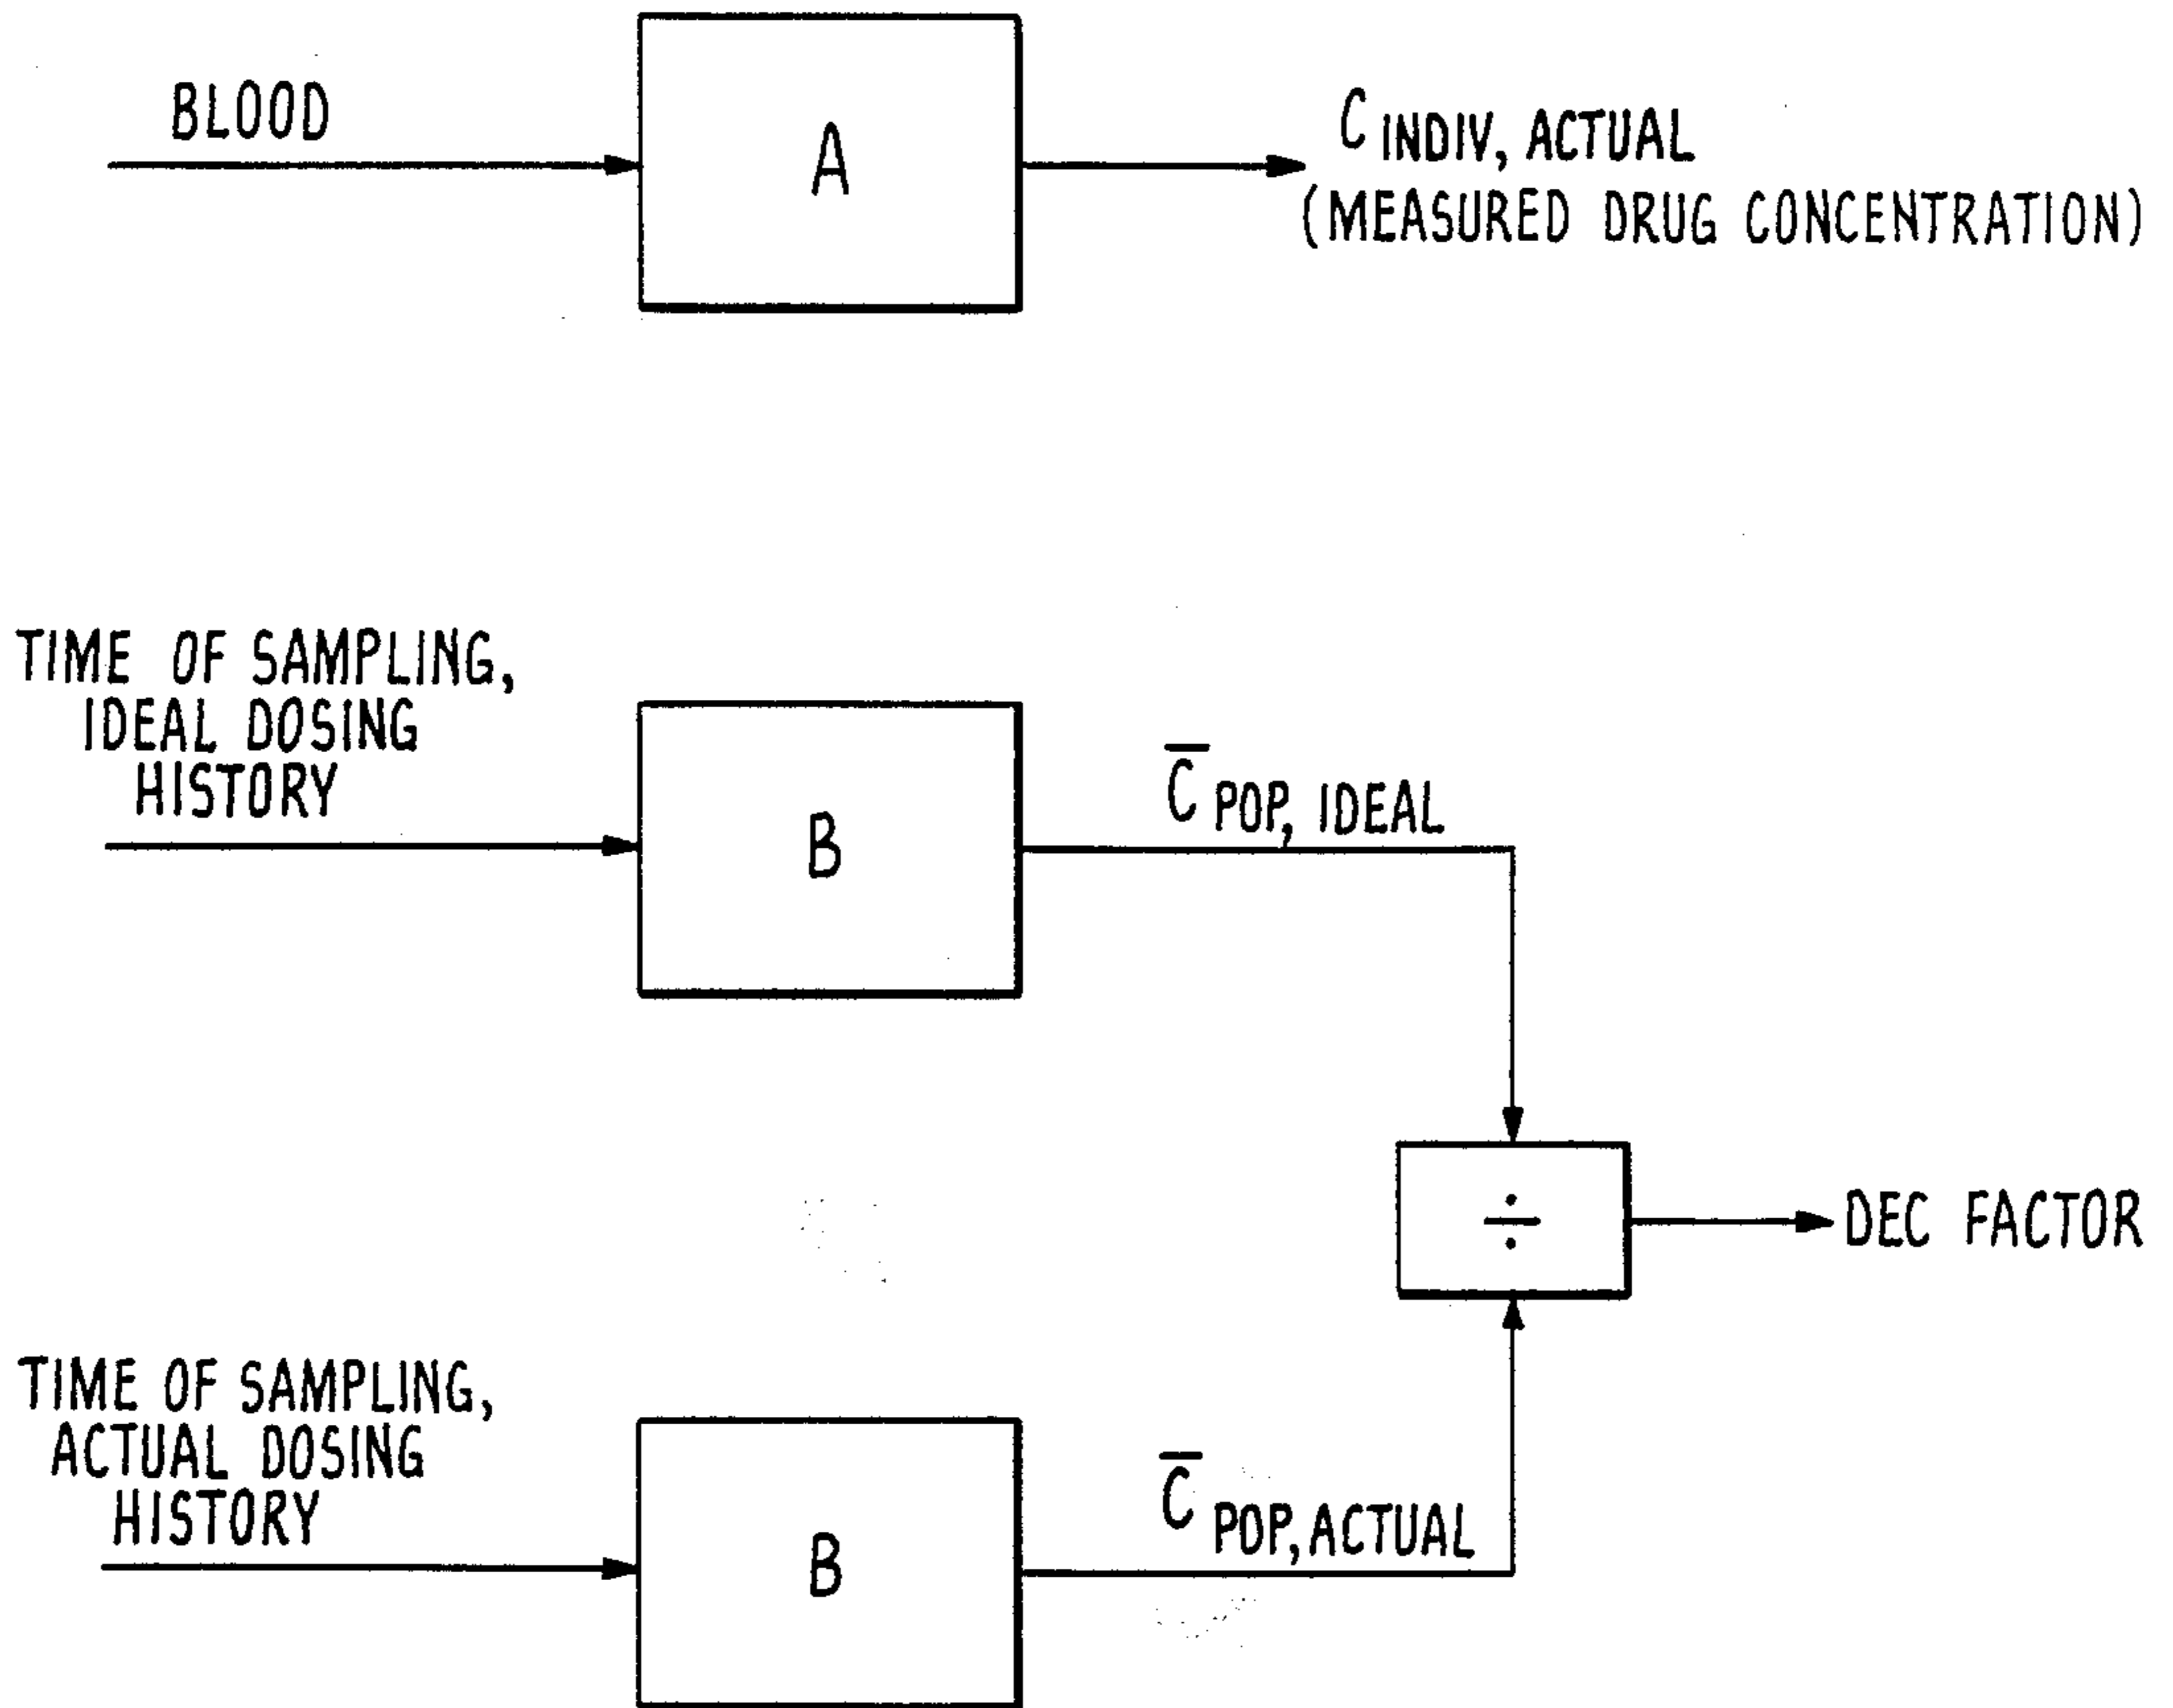 BLOOD
A
C INDIV, ACTUAL
(MEASURED DRUG CONCENTRATION)
TIME OF SAMPLING,
IDEAL DOSING
HISTORY
B
C̅ POP, IDEAL
÷
DEC FACTOR
TIME OF SAMPLING,
ACTUAL DOSING
HISTORY
B
C̅ POP, ACTUAL